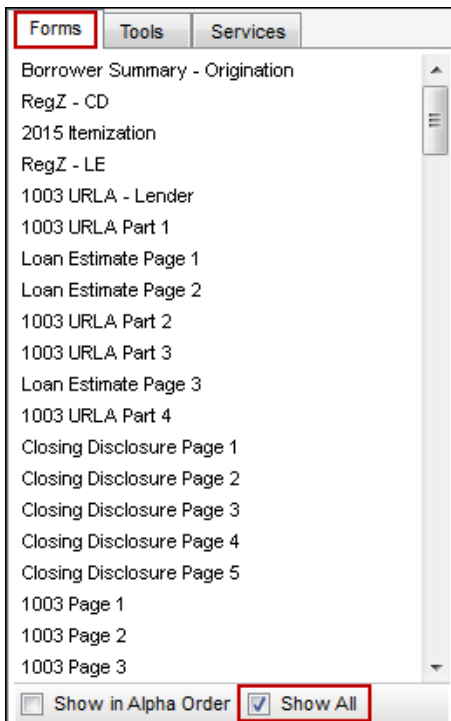 Forms Tools Services
Borrower Summary - Origination
RegZ - CD
2015 Itemization
RegZ - LE
1003 URLA - Lender
1003 URLA Part 1
Loan Estimate Page 1
Loan Estimate Page 2
1003 URLA Part 2
1003 URLA Part 3
Loan Estimate Page 3
1003 URLA Part 4
Closing Disclosure Page 1
Closing Disclosure Page 2
Closing Disclosure Page 3
Closing Disclosure Page 4
Closing Disclosure Page 5
1003 Page 1
1003 Page 2
1003 Page 3
Show in Alpha Order Show All